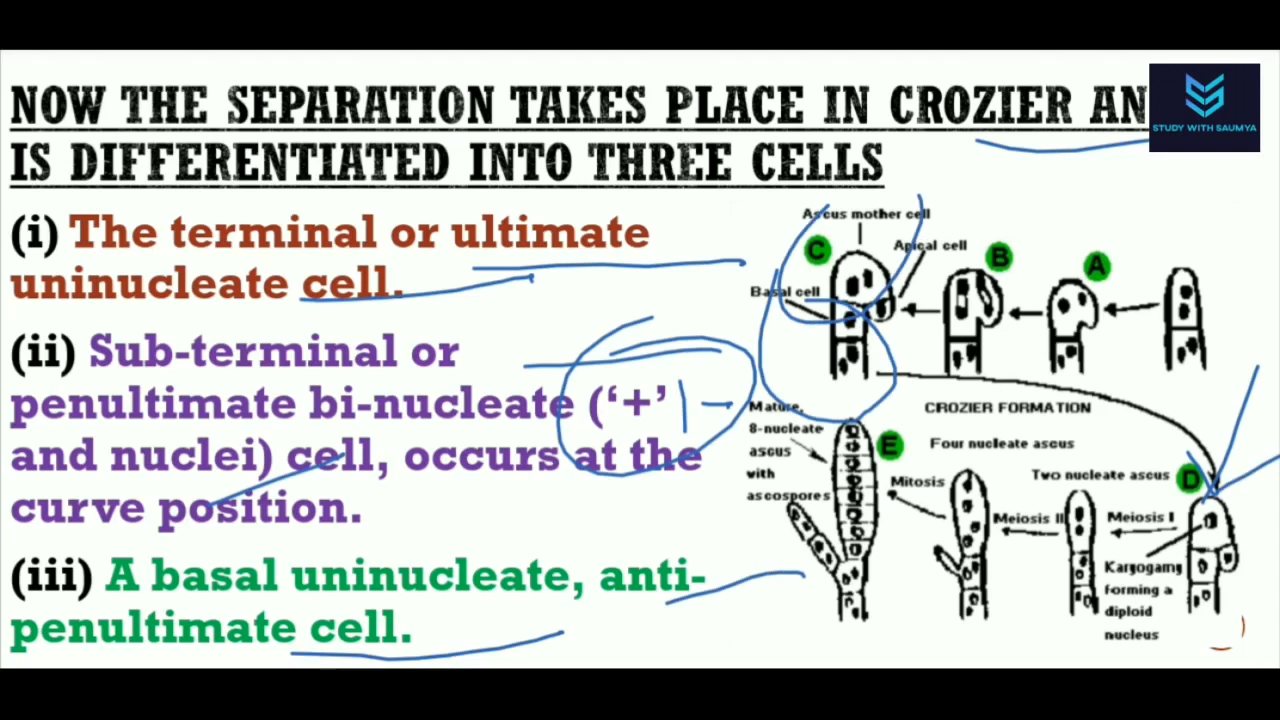 NOW THE SEPARATION TAKES PLACE IN CROZIER AN
IS DIFFERENTIATED INTO THREE CELLS
STUDY WITH SAUMYA
(i) The terminal or ultimate
uninucleate cell.
(ii) Sub-terminal or
penultimate bi-nucleate (‘+’ | –
and nuclei) cell, occurs at the
curve position.
(iii) A basal uninucleate, anti-
penultimate cell.
Ascus mother cell
C
Apical cell
B
A
Basal cell
CROZIER FORMATION
Mature,
8-nucleate
ascus
with
ascospores
E
Four nucleate ascus
Mitosis
Two nucleate ascus
D
Meiosis II
Meiosis I
Karyogamy
forming a
diploid
nucleus